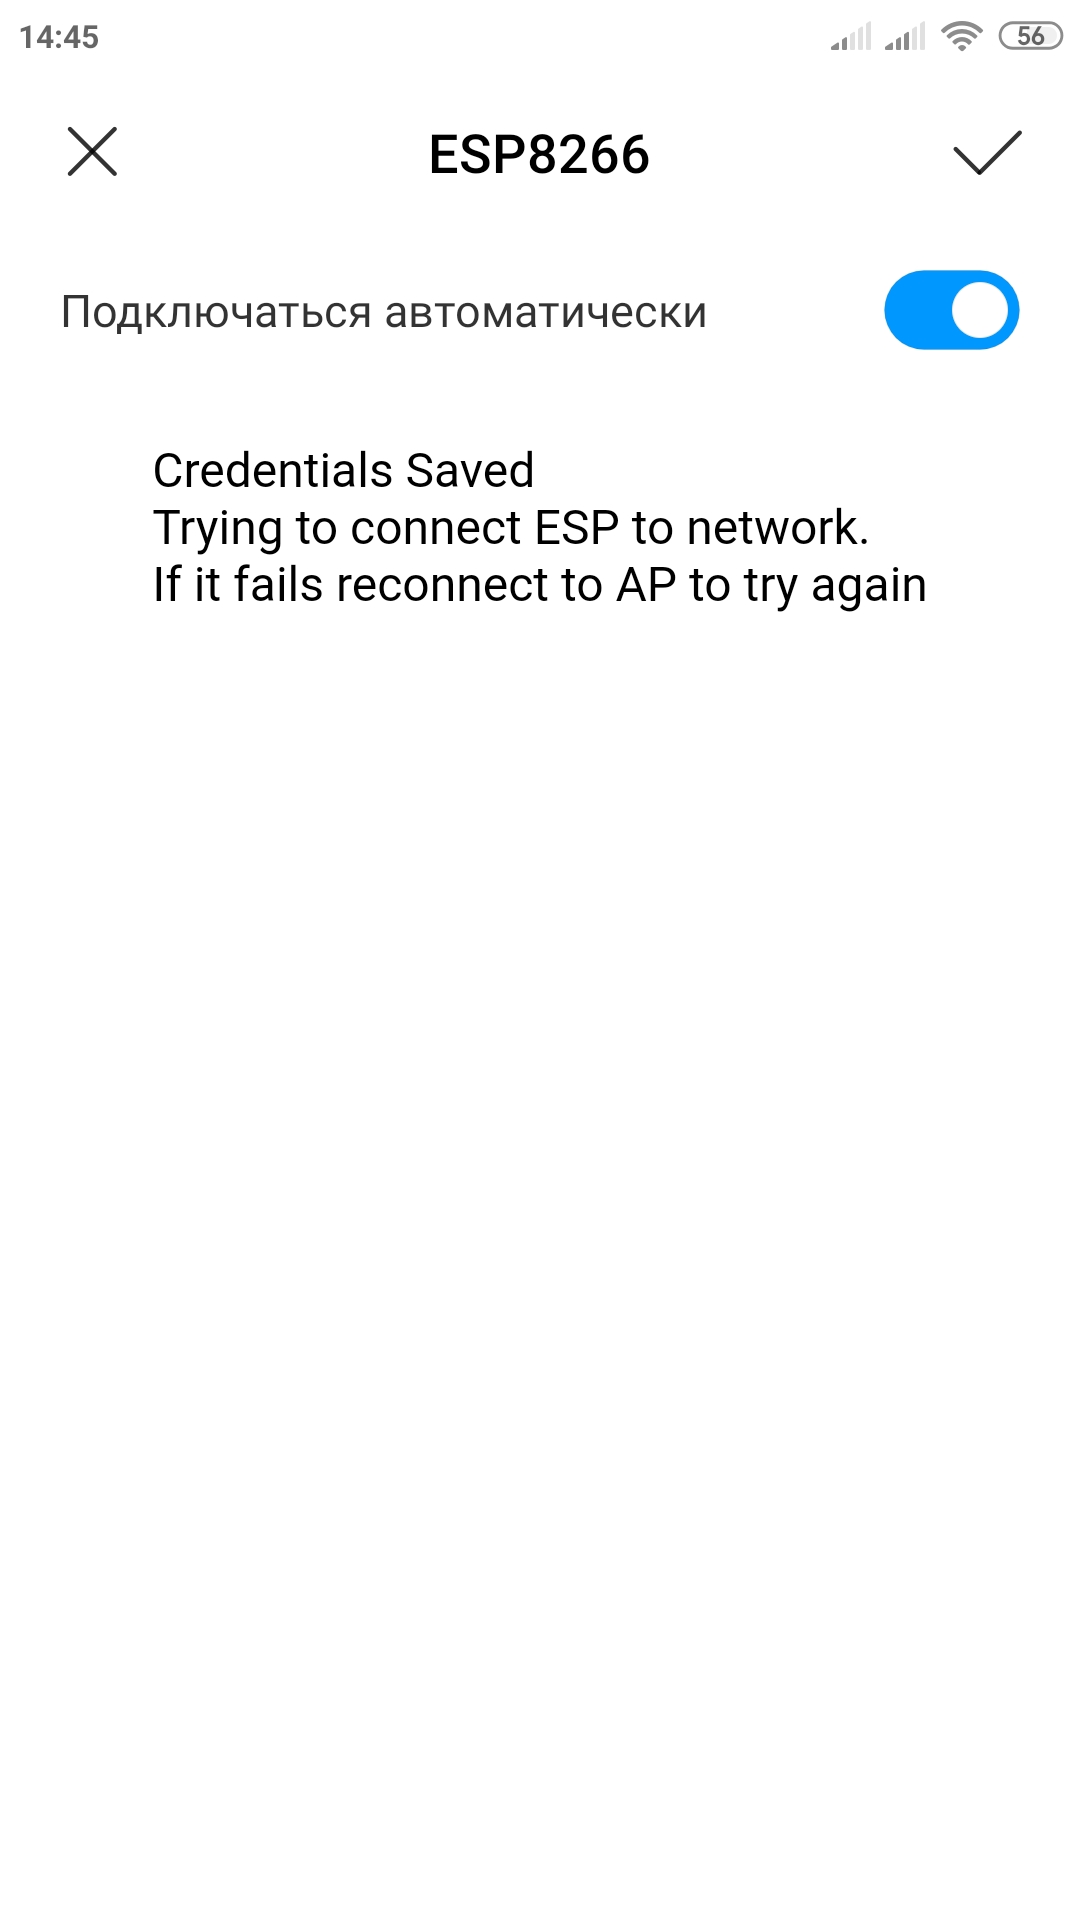 14:45
56
ESP8266
Подключаться автоматически
Credentials Saved
Trying to connect ESP to network.
If it fails reconnect to AP to try again